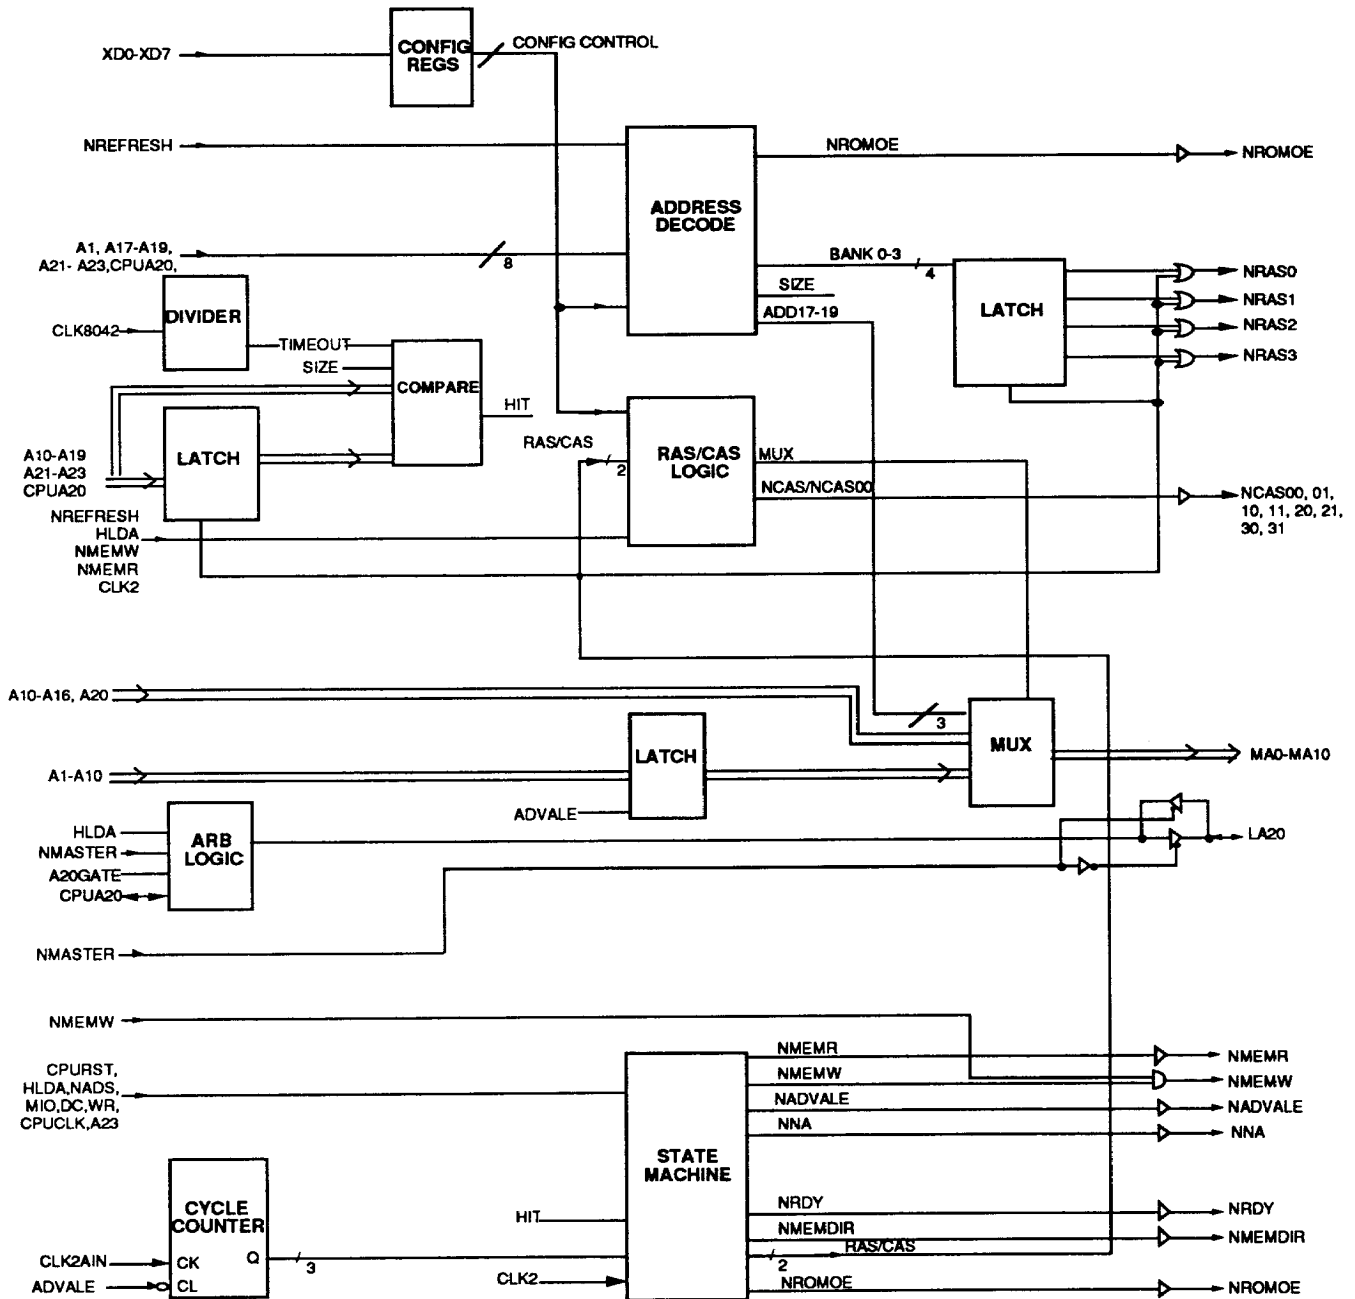 XD0-XD7
CONFIG
REGS
CONFIG CONTROL
NREFRESH
ADDRESS
DECODE
NROMOE
NROMOE
A1, A17-A19,
A21- A23,CPUA20,
8
BANK 0-3
4
SIZE
ADD17-19
LATCH
NRAS0
NRAS1
NRAS2
NRAS3
DIVIDER
CLK8042
TIMEOUT
SIZE
COMPARE
HIT
LATCH
A10-A19
A21-A23
CPUA20
RAS/CAS
2
RAS/CAS
LOGIC
MUX
NCAS/NCAS00
NCAS00, 01,
10, 11, 20, 21,
30, 31
NREFRESH
HLDA
NMEMW
NMEMR
CLK2
A10-A16, A20
3
MUX
MA0-MA10
LATCH
A1-A10
ADVALE
HLDA
NMASTER
A20GATE
CPUA20
ARB
LOGIC
LA20
NMASTER
NMEMW
CPURST,
HLDA,NADS,
MIO,DC,WR,
CPUCLK,A23
STATE
MACHINE
NMEMR
NMEMR
NMEMW
NMEMW
NADVALE
NADVALE
NNA
NNA
NRDY
NRDY
NMEMDIR
NMEMDIR
RAS/CAS
2
NROMOE
NROMOE
HIT
CYCLE
COUNTER
CK
Q
CL
3
CLK2AIN
ADVALE
CLK2